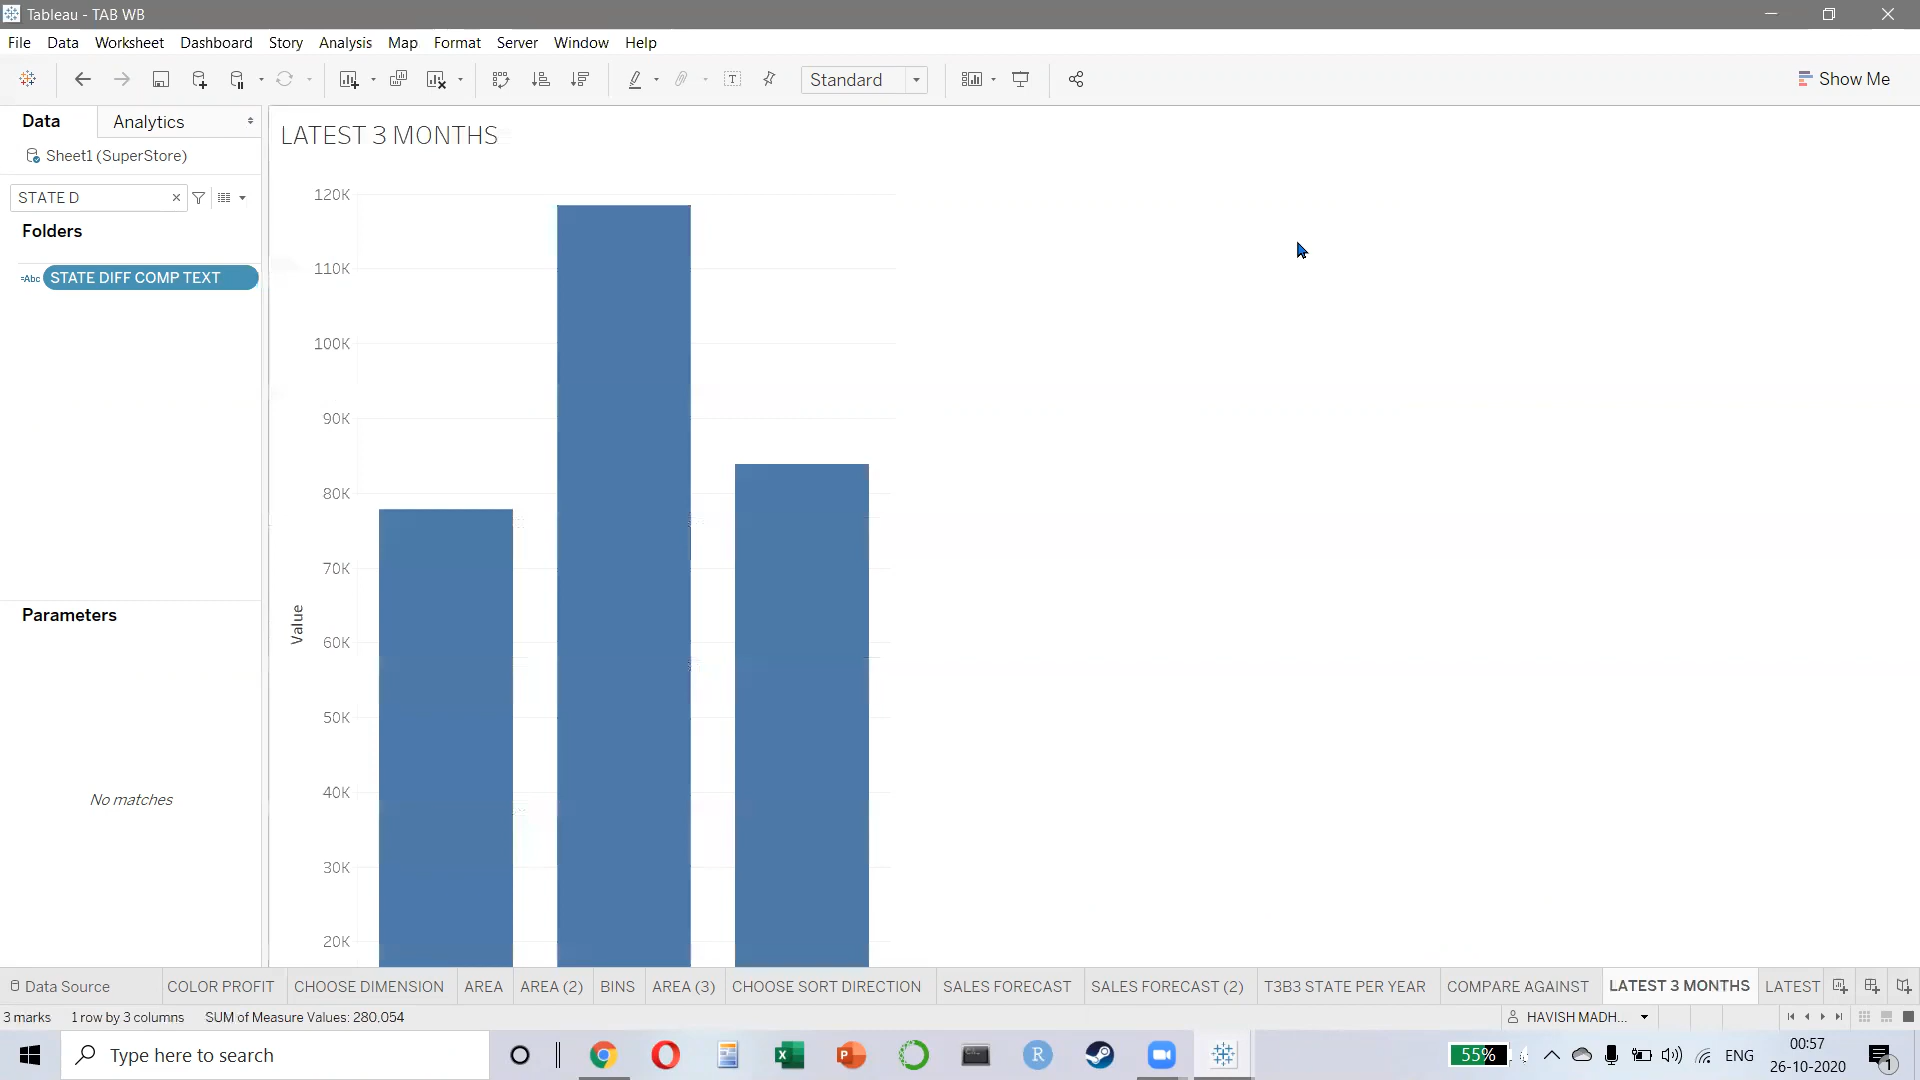 Tableau - TAB WB
File Data Worksheet Dashboard Story Analysis Map Format Server Window Help
Standard
Show Me
Data Analytics
Sheet1 (SuperStore)
STATE D
Folders
=Abc STATE DIFF COMP TEXT
Parameters
No matches
LATEST 3 MONTHS
120K
110K
100K
90K
80K
70K
60K
50K
40K
30K
20K
Value
Data Source COLOR PROFIT CHOOSE DIMENSION AREA AREA (2) BINS AREA (3) CHOOSE SORT DIRECTION SALES FORECAST SALES FORECAST (2) T3B3 STATE PER YEAR COMPARE AGAINST LATEST 3 MONTHS LATEST
3 marks 1 row by 3 columns SUM of Measure Values: 280,054 HAVISH MADH...
Type here to search
55% ENG
00:57
26-10-2020
1